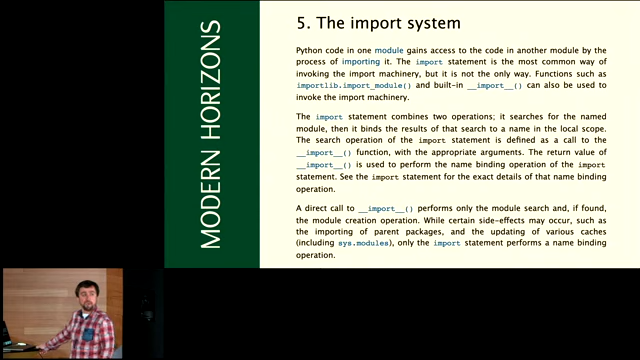 MODERN HORIZONS
5. The import system
Python code in one module gains access to the code in another module by the
process of importing it. The import statement is the most common way of
invoking the import machinery, but it is not the only way. Functions such as
importlib.import_module() and built-in __import__() can also be used to
invoke the import machinery.
The import statement combines two operations; it searches for the named
module, then it binds the results of that search to a name in the local scope.
The search operation of the import statement is defined as a call to the
__import__() function, with the appropriate arguments. The return value of
__import__() is used to perform the name binding operation of the import
statement. See the import statement for the exact details of that name binding
operation.
A direct call to __import__() performs only the module search and, if found,
the module creation operation. While certain side-effects may occur, such as
the importing of parent packages, and the updating of various caches
(including sys.modules), only the import statement performs a name binding
operation.